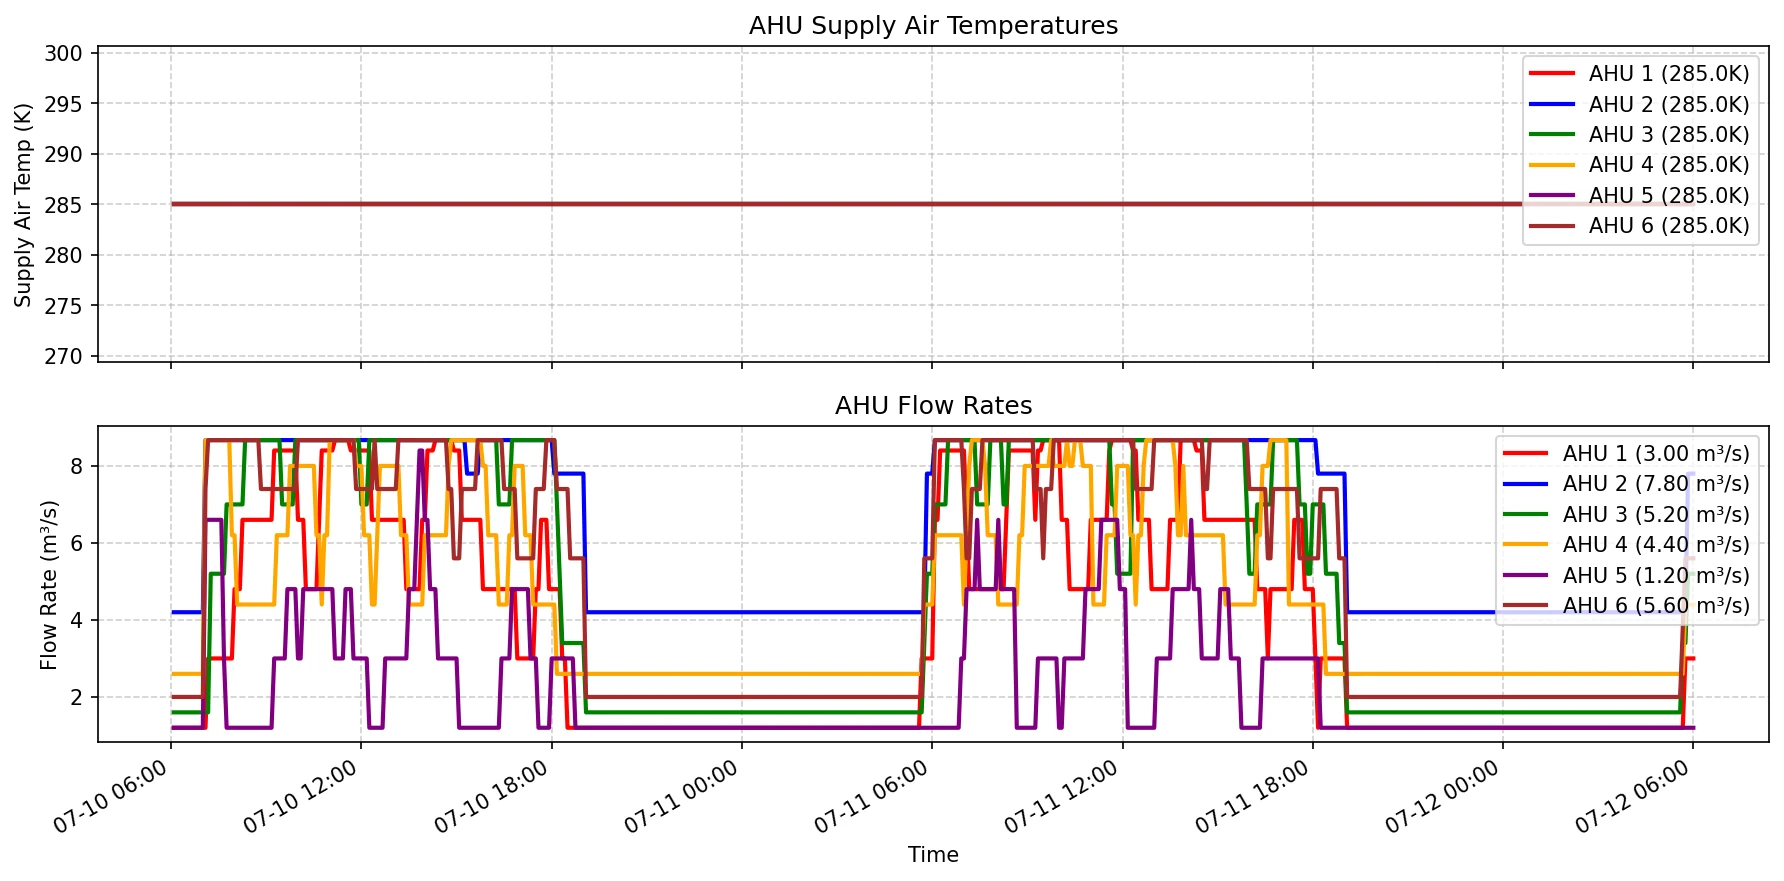 AHU Supply Air Temperatures
Supply Air Temp (K)
300
295
290
285
280
275
270
AHU 1 (285.0K)
AHU 2 (285.0K)
AHU 3 (285.0K)
AHU 4 (285.0K)
AHU 5 (285.0K)
AHU 6 (285.0K)
AHU Flow Rates
Flow Rate (m³/s)
8
6
4
2
AHU 1 (3.00 m³/s)
AHU 2 (7.80 m³/s)
AHU 3 (5.20 m³/s)
AHU 4 (4.40 m³/s)
AHU 5 (1.20 m³/s)
AHU 6 (5.60 m³/s)
07-10 06:00
07-10 12:00
07-10 18:00
07-11 00:00
07-11 06:00
07-11 12:00
07-11 18:00
07-12 00:00
07-12 06:00
Time